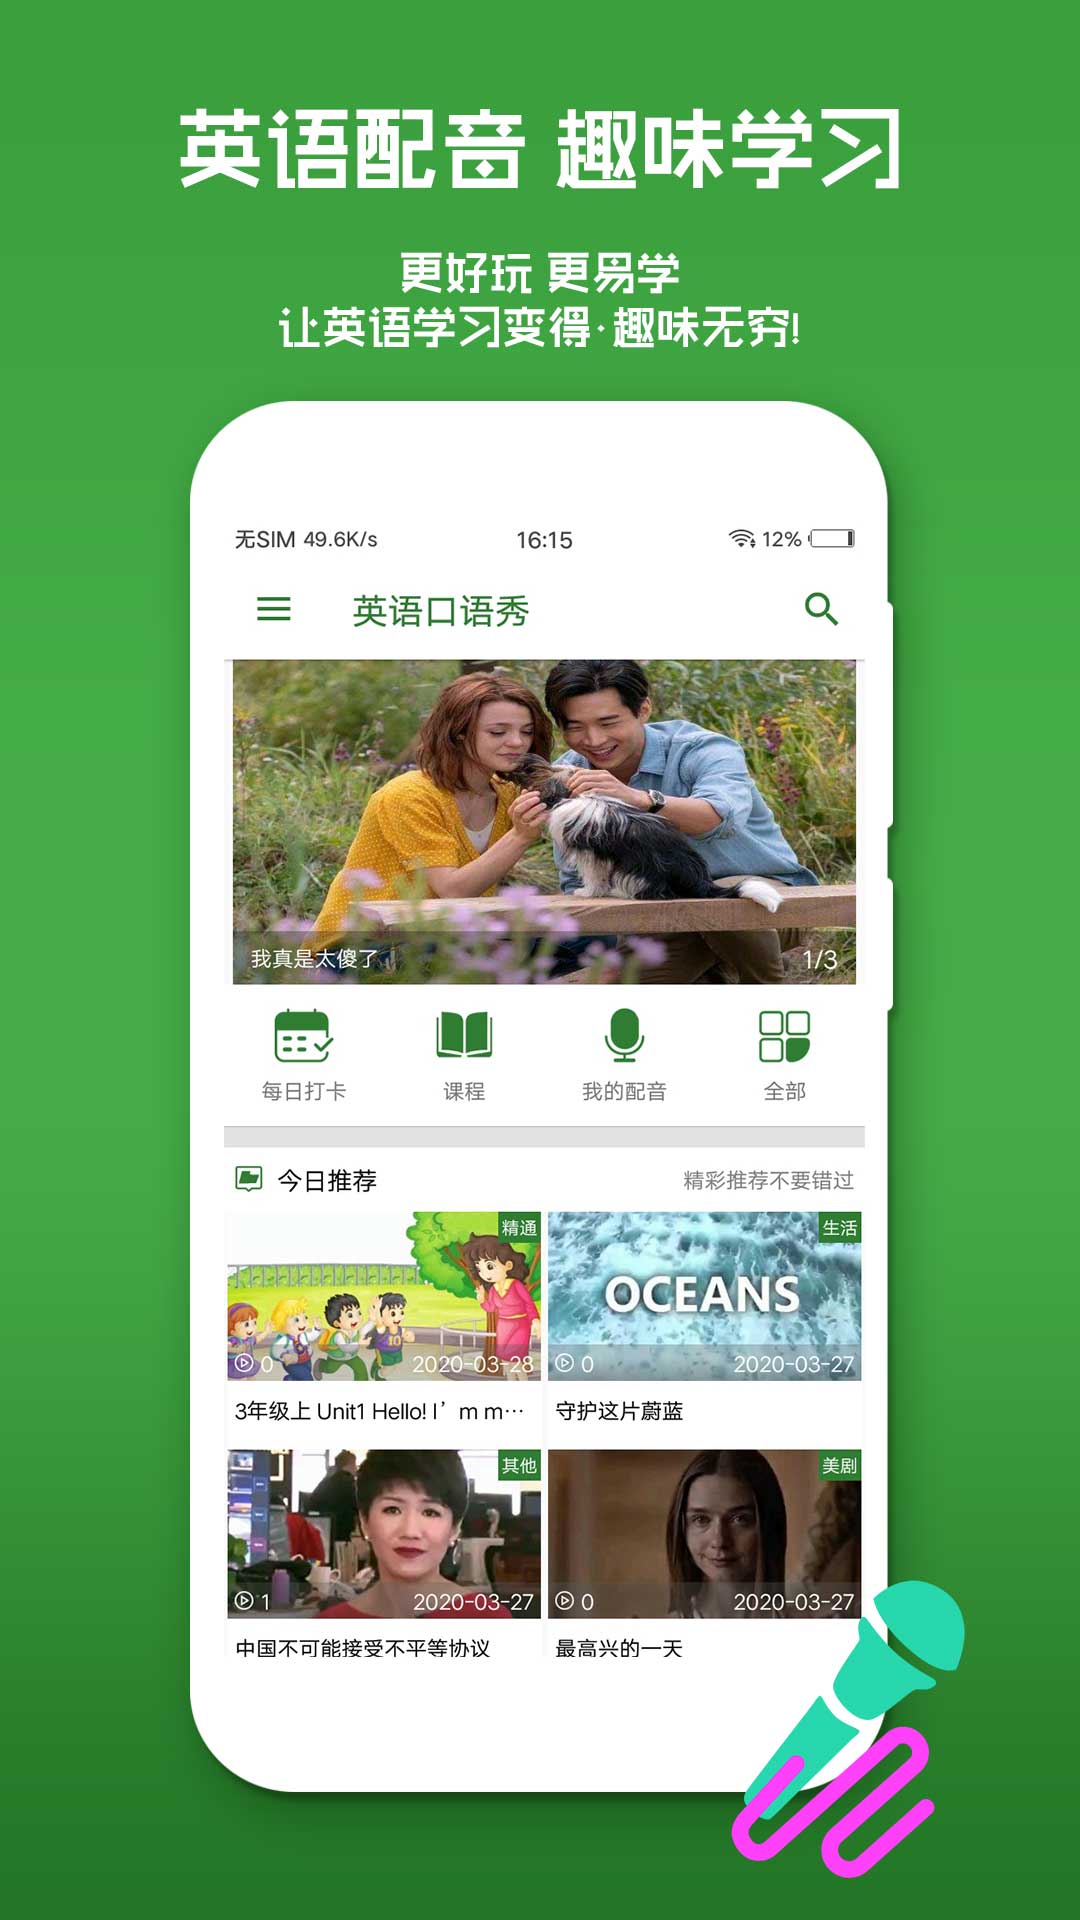 英语配音 趣味学习
更好玩 更易学
让英语学习变得·趣味无穷!
无SIM 49.6K/s 16:15 12%
英语口语秀
我真是太傻了 1/3
每日打卡 课程 我的配音 全部
今日推荐 精彩推荐不要错过
精通 生活
OCEANS
0 2020-03-28 0 2020-03-27
3年级上 Unit1 Hello! I’m m… 守护这片蔚蓝
其他 美剧
1 2020-03-27 0 2020-03-27
中国不可能接受不平等协议 最高兴的一天